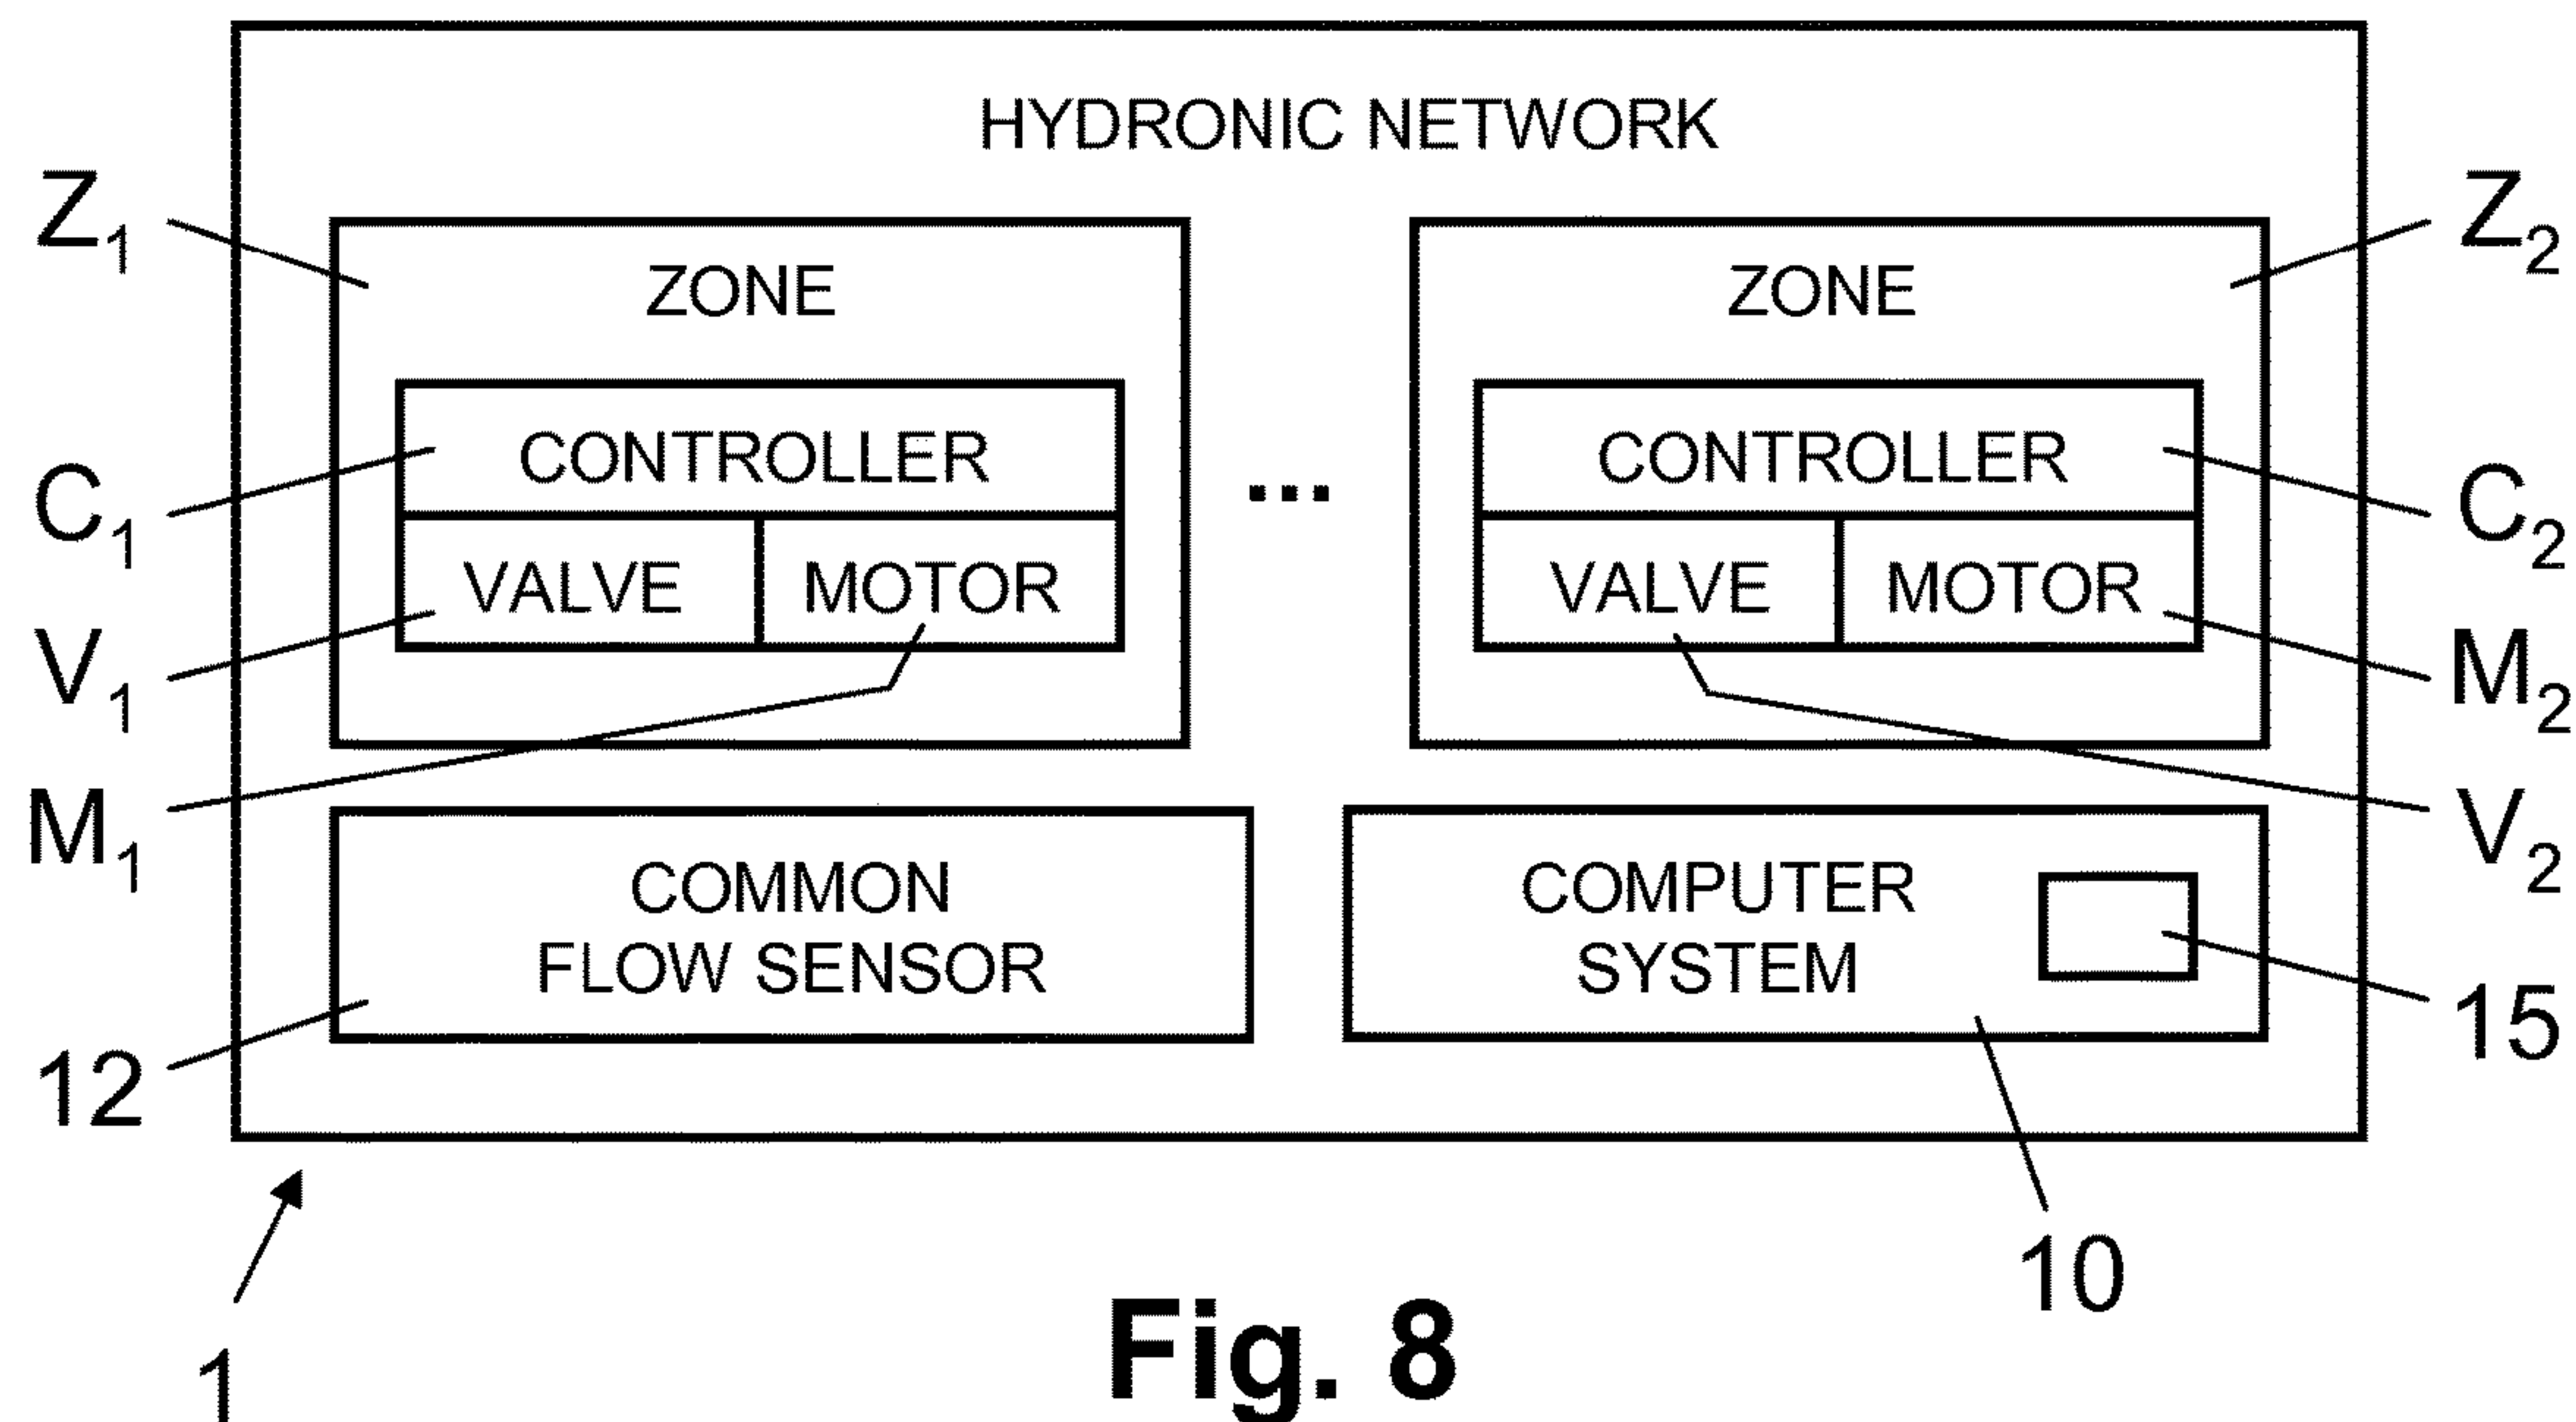 HYDRONIC NETWORK
Z1
Z2
ZONE
ZONE
CONTROLLER
CONTROLLER
C1
C2
...
VALVE
MOTOR
VALVE
MOTOR
V1
M2
M1
V2
COMMON
FLOW SENSOR
COMPUTER
SYSTEM
12
15
10
1
Fig. 8